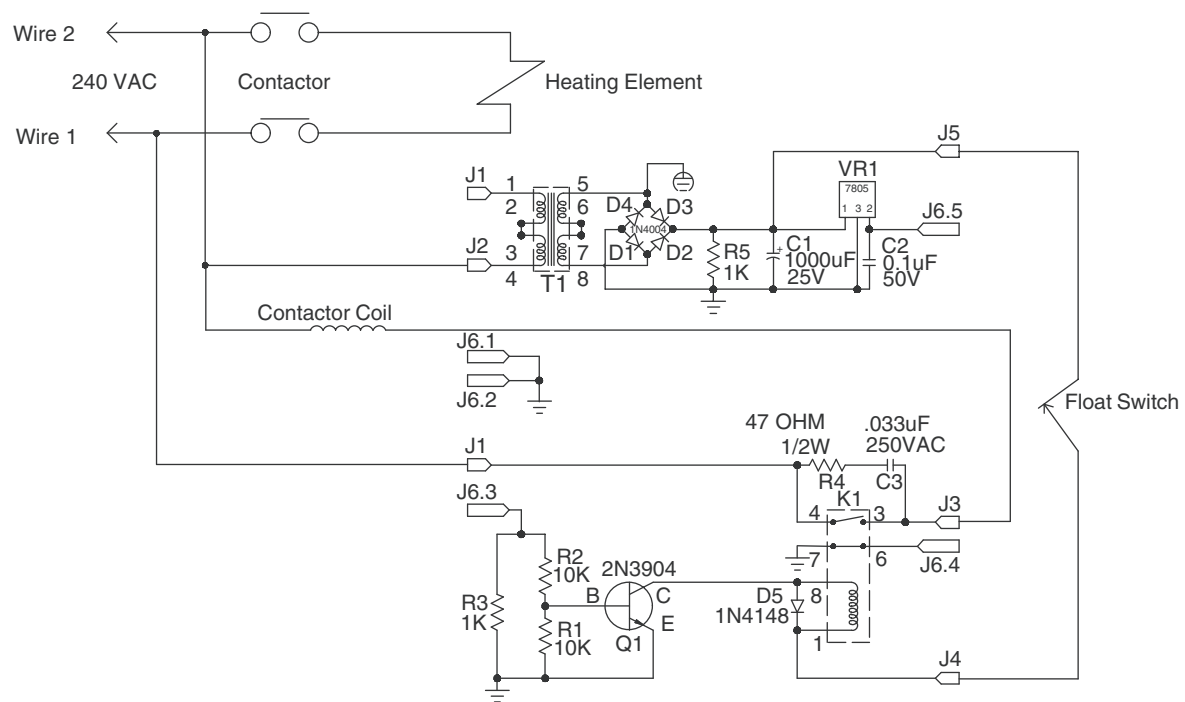 Wire 2
240 VAC
Contactor
Heating Element
Wire 1
J5
VR1
7805
1 3 2
J6.5
J1
1
2
5
6
D4
D3
1N4004
D1
D2
J2
3
4
7
8
T1
R5
1K
+
C1
1000uF
25V
C2
0.1uF
50V
Contactor Coil
J6.1
J6.2
Float Switch
47 OHM
1/2W
.033uF
250VAC
J1
R4
C3
K1
J6.3
4
3
J3
7
6
J6.4
R2
10K
2N3904
B
C
E
Q1
R3
1K
R1
10K
D5
1N4148
8
1
J4